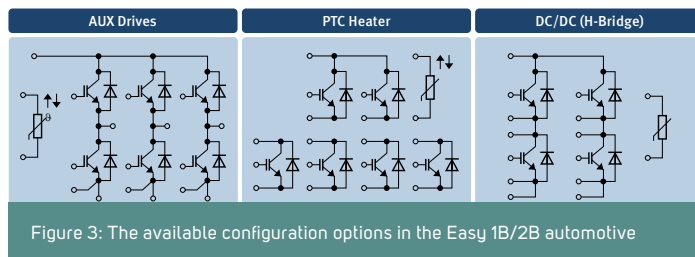 AUX Drives
PTC Heater
DC/DC (H-Bridge)
ϑ
Figure 3: The available configuration options in the Easy 1B/2B automotive